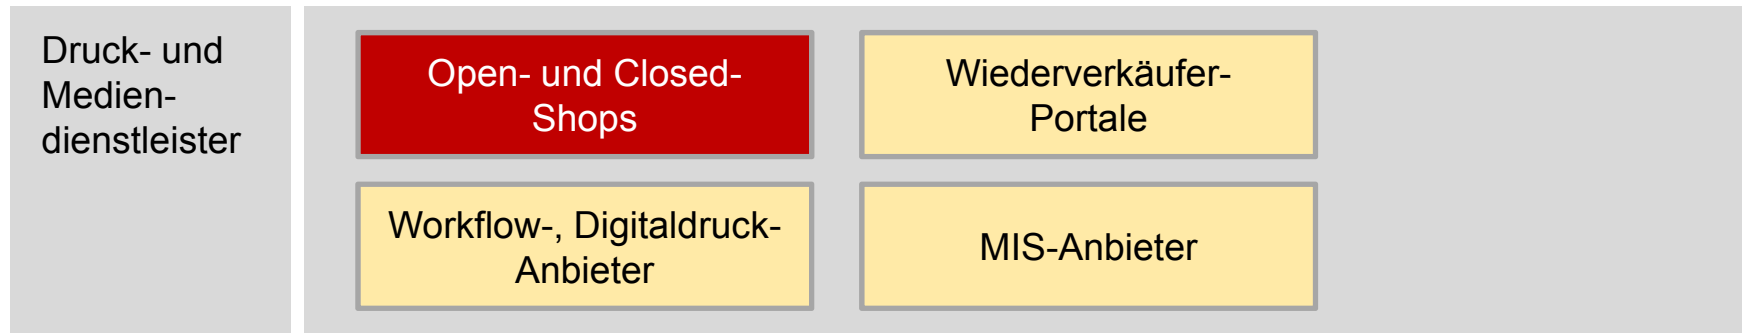 Druck- und
Medien-
dienstleister
Open- und Closed-
Shops
Wiederverkäufer-
Portale
Workflow-, Digitaldruck-
Anbieter
MIS-Anbieter